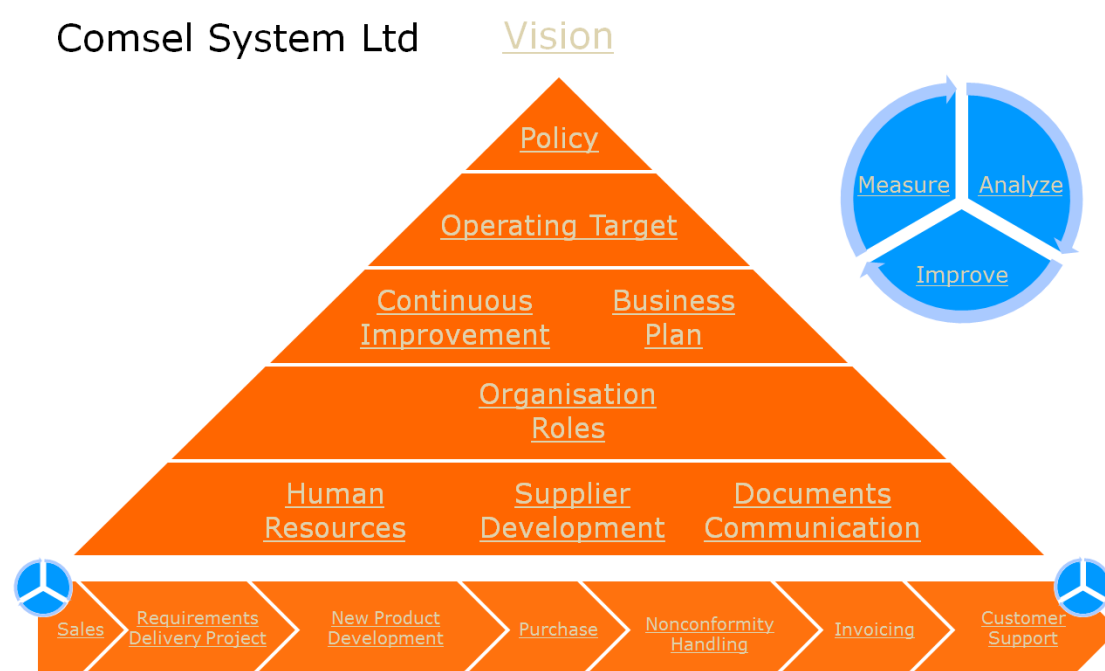 Comsel System Ltd
Vision
Policy
Operating Target
Continuous
Improvement
Business
Plan
Organisation
Roles
Human
Resources
Supplier
Development
Documents
Communication
Measure
Analyze
Improve
Sales
Requirements
Delivery Project
New Product
Development
Purchase
Nonconformity
Handling
Invoicing
Customer
Support